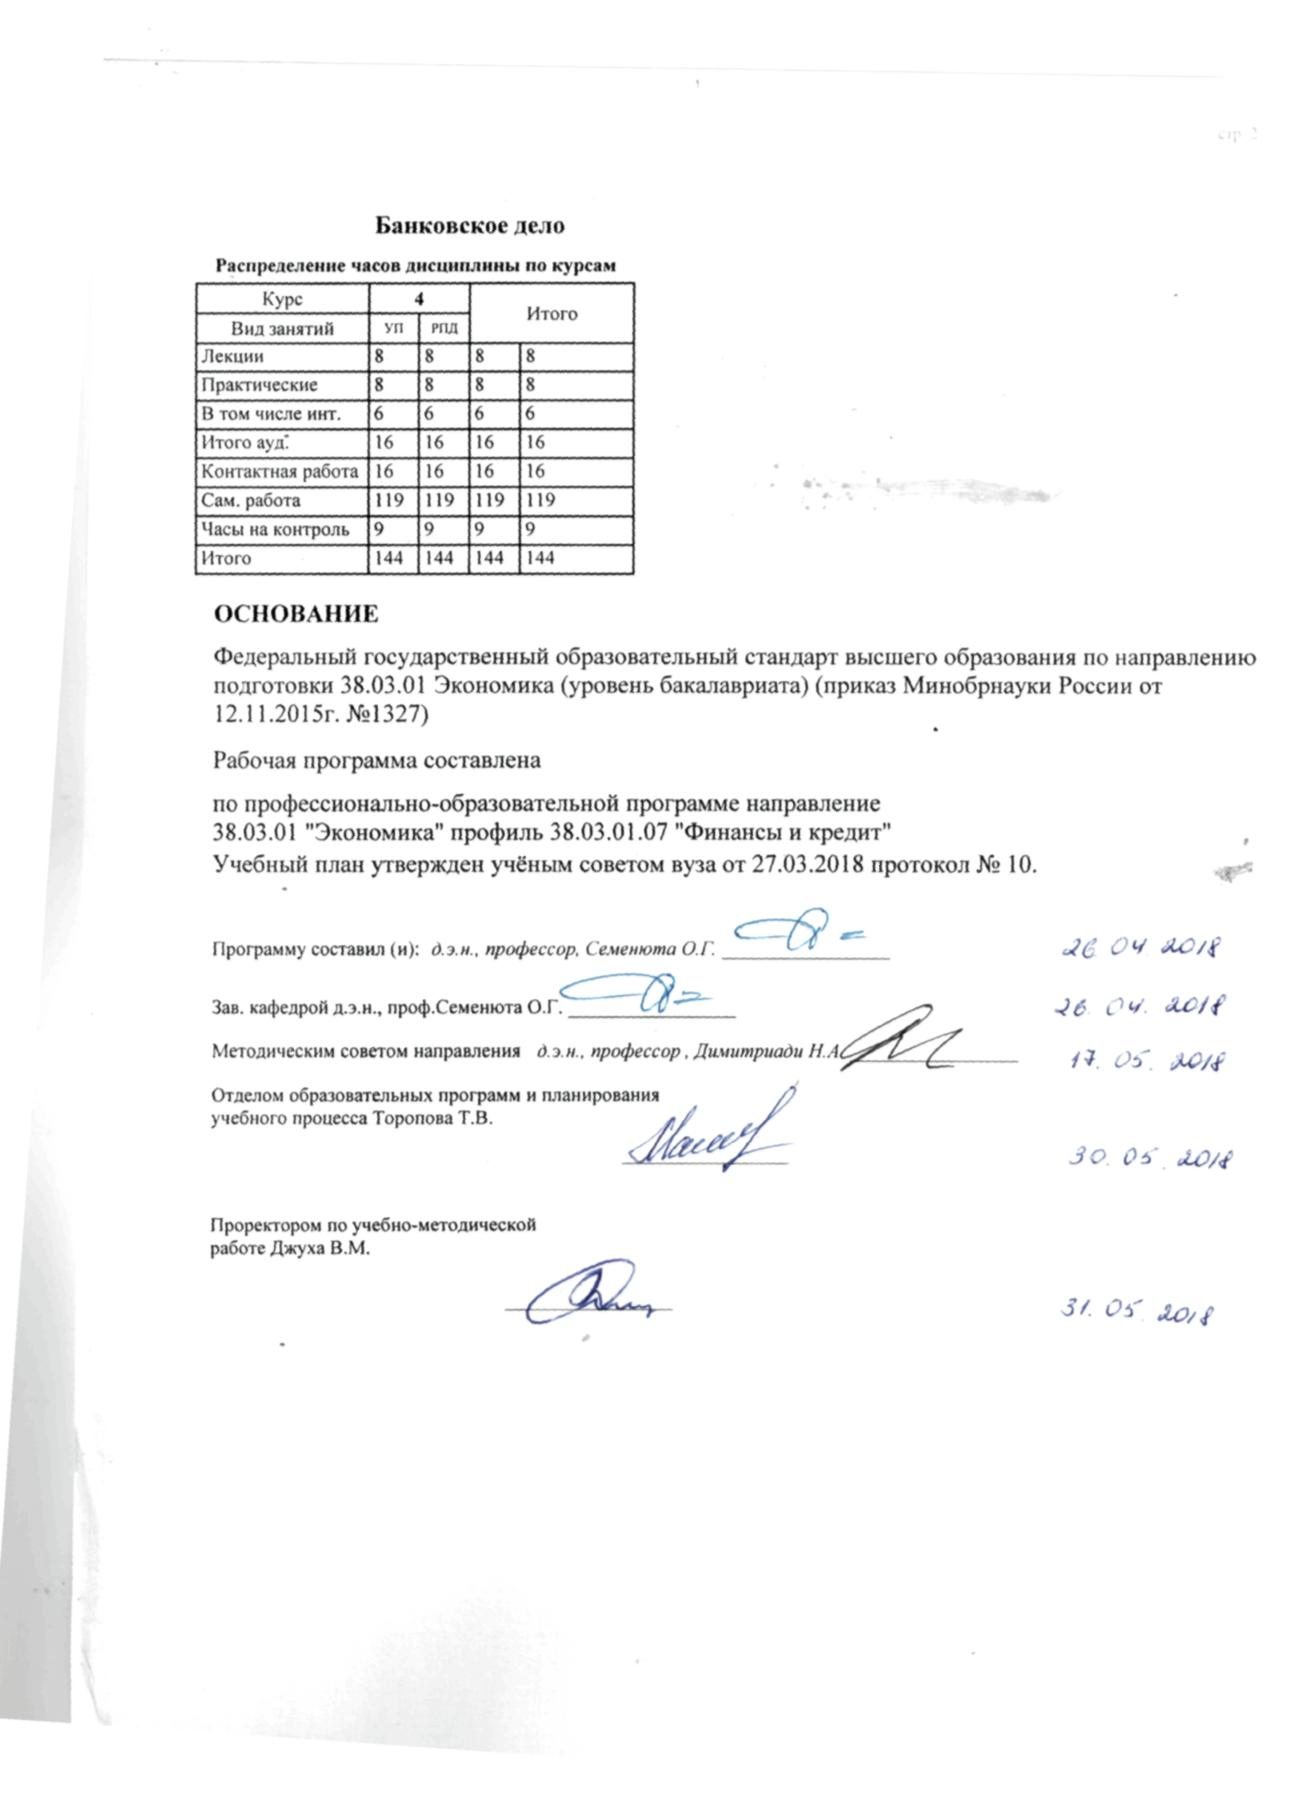 стр. 2
Банковское дело
Распределение часов дисциплины по курсам
Курс 4 Итого
Вид занятий УП РПД
Лекции 8 8 8 8
Практические 8 8 8 8
В том числе инт. 6 6 6 6
Итого ауд. 16 16 16 16
Контактная работа 16 16 16 16
Сам. работа 119 119 119 119
Часы на контроль 9 9 9 9
Итого 144 144 144 144
ОСНОВАНИЕ
Федеральный государственный образовательный стандарт высшего образования по направлению
подготовки 38.03.01 Экономика (уровень бакалавриата) (приказ Минобрнауки России от
12.11.2015г. №1327)
Рабочая программа составлена
по профессионально-образовательной программе направление
38.03.01 "Экономика" профиль 38.03.01.07 "Финансы и кредит"
Учебный план утвержден учёным советом вуза от 27.03.2018 протокол № 10.
Программу составил (и): д.э.н., профессор, Семенюта О.Г. 26 04 2018
Зав. кафедрой д.э.н., проф.Семенюта О.Г. 26. 04. 2018
Методическим советом направления д.э.н., профессор , Димитриади Н.А 17. 05. 2018
Отделом образовательных программ и планирования
учебного процесса Торопова Т.В.
30. 05. 2018
Проректором по учебно-методической
работе Джуха В.М.
31. 05. 2018